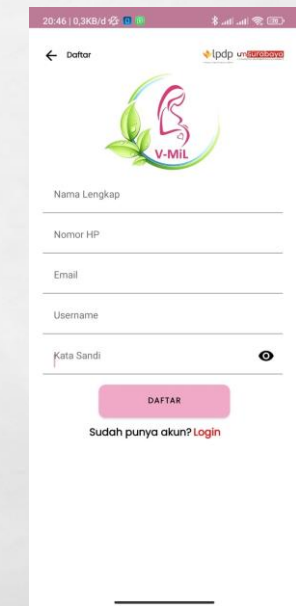 20:46 | 0,3KB/d
Daftar
lpdp umsurabaya
V-MiL
Nama Lengkap
Nomor HP
Email
Username
Kata Sandi
DAFTAR
Sudah punya akun? Login